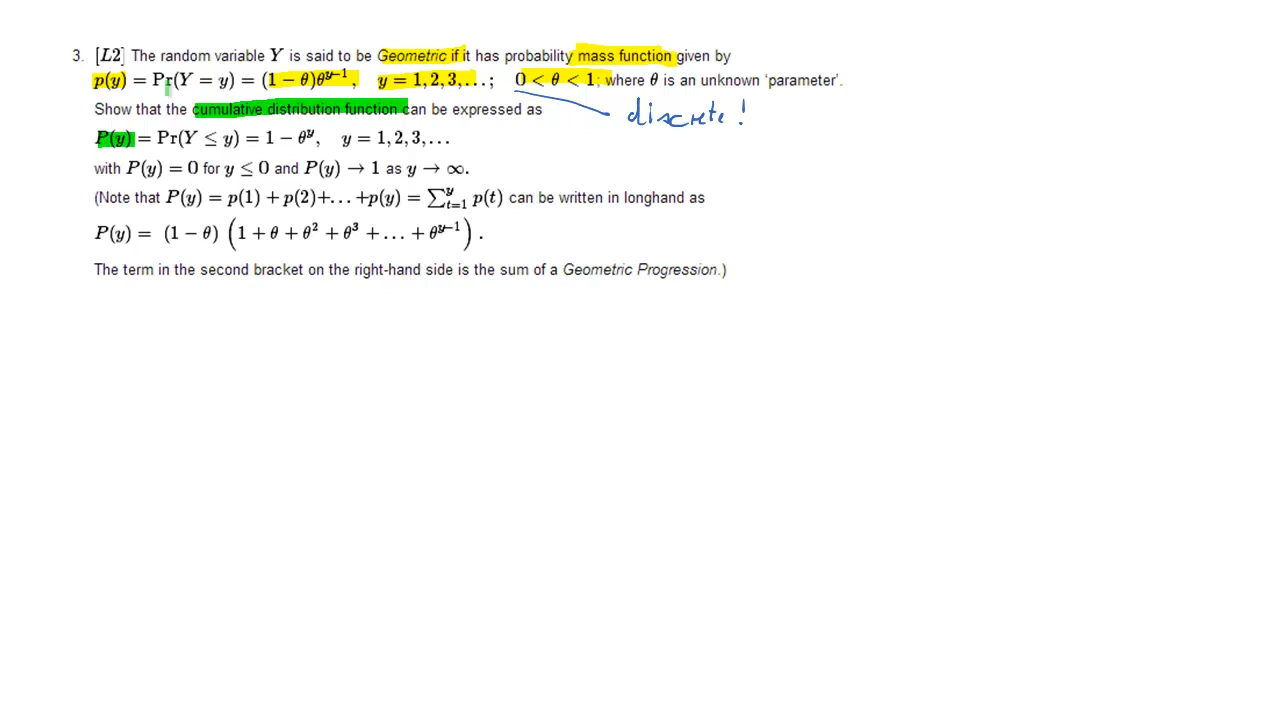 3. [L2] The random variable Y is said to be Geometric if it has probability mass function given by
p(y) = Pr(Y = y) = (1 − θ)θ^{y−1}, y = 1, 2, 3, . . . ; 0 < θ < 1; where θ is an unknown ‘parameter’.
Show that the cumulative distribution function can be expressed as
discrete!
P(y) = Pr(Y ≤ y) = 1 − θ^y, y = 1, 2, 3, . . .
with P(y) = 0 for y ≤ 0 and P(y) → 1 as y → ∞.
(Note that P(y) = p(1) + p(2)+. . . +p(y) = ∑_{t=1}^{y} p(t) can be written in longhand as
P(y) = (1 − θ) (1 + θ + θ² + θ³ + . . . + θ^{y−1}) .
The term in the second bracket on the right-hand side is the sum of a Geometric Progression.)